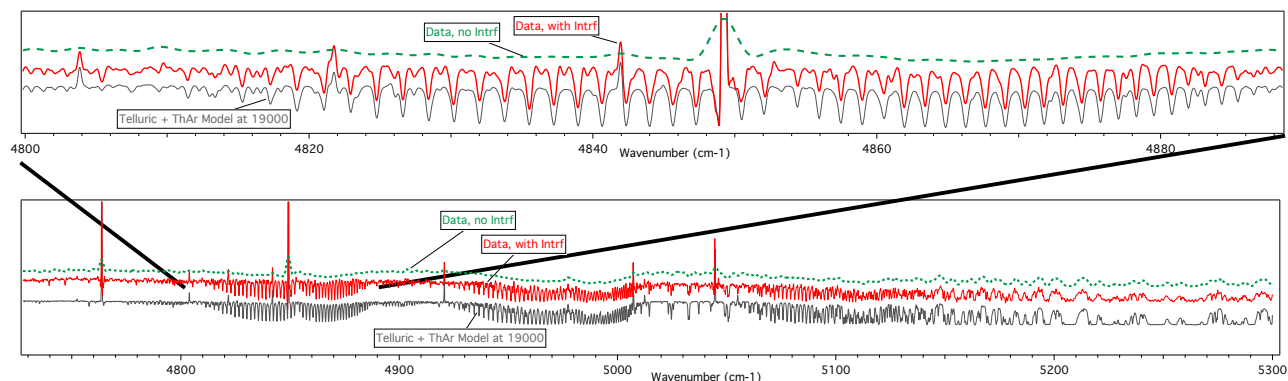 Data, no Intrf
Data, with Intrf
Telluric + ThAr Model at 19000
4800
4820
4840
4860
4880
Wavenumber (cm-1)
Data, no Intrf
Data, with Intrf
Telluric + ThAr Model at 19000
4800
4900
5000
5100
5200
5300
Wavenumber (cm-1)